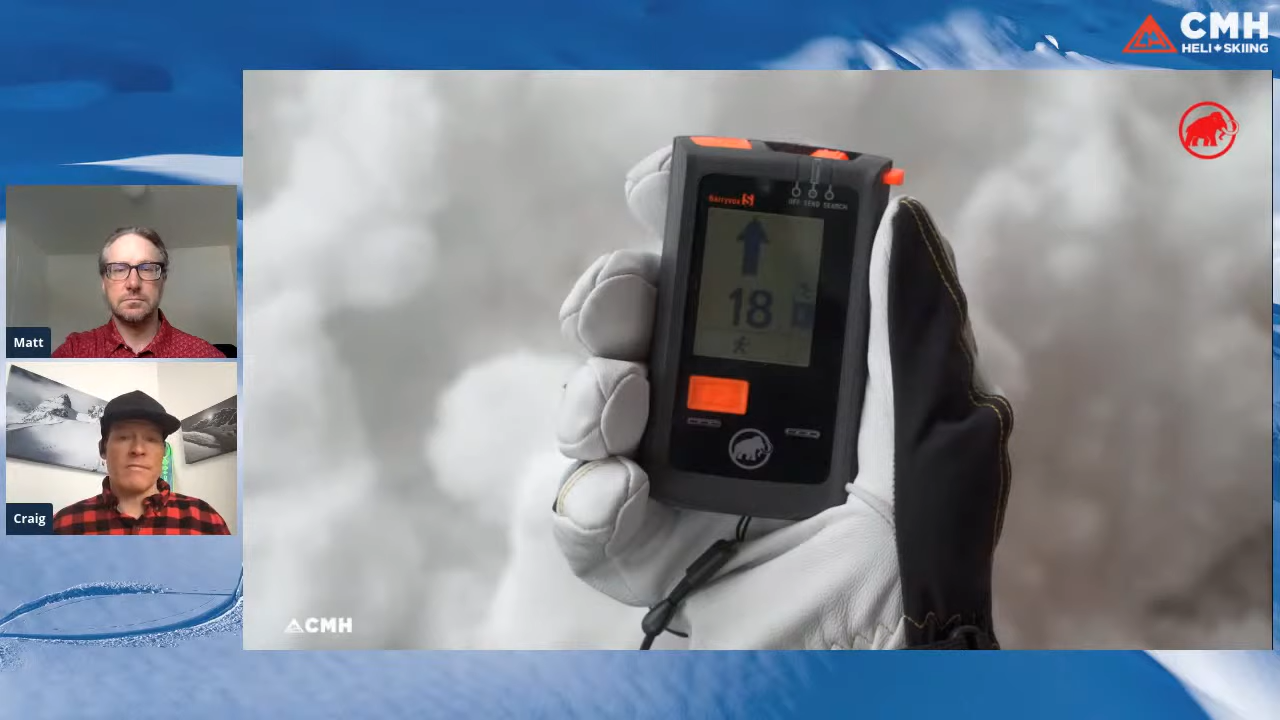 CMH
HELI SKIING
Matt
Craig
Barryvox S
OFF SEND SEARCH
18
CMH